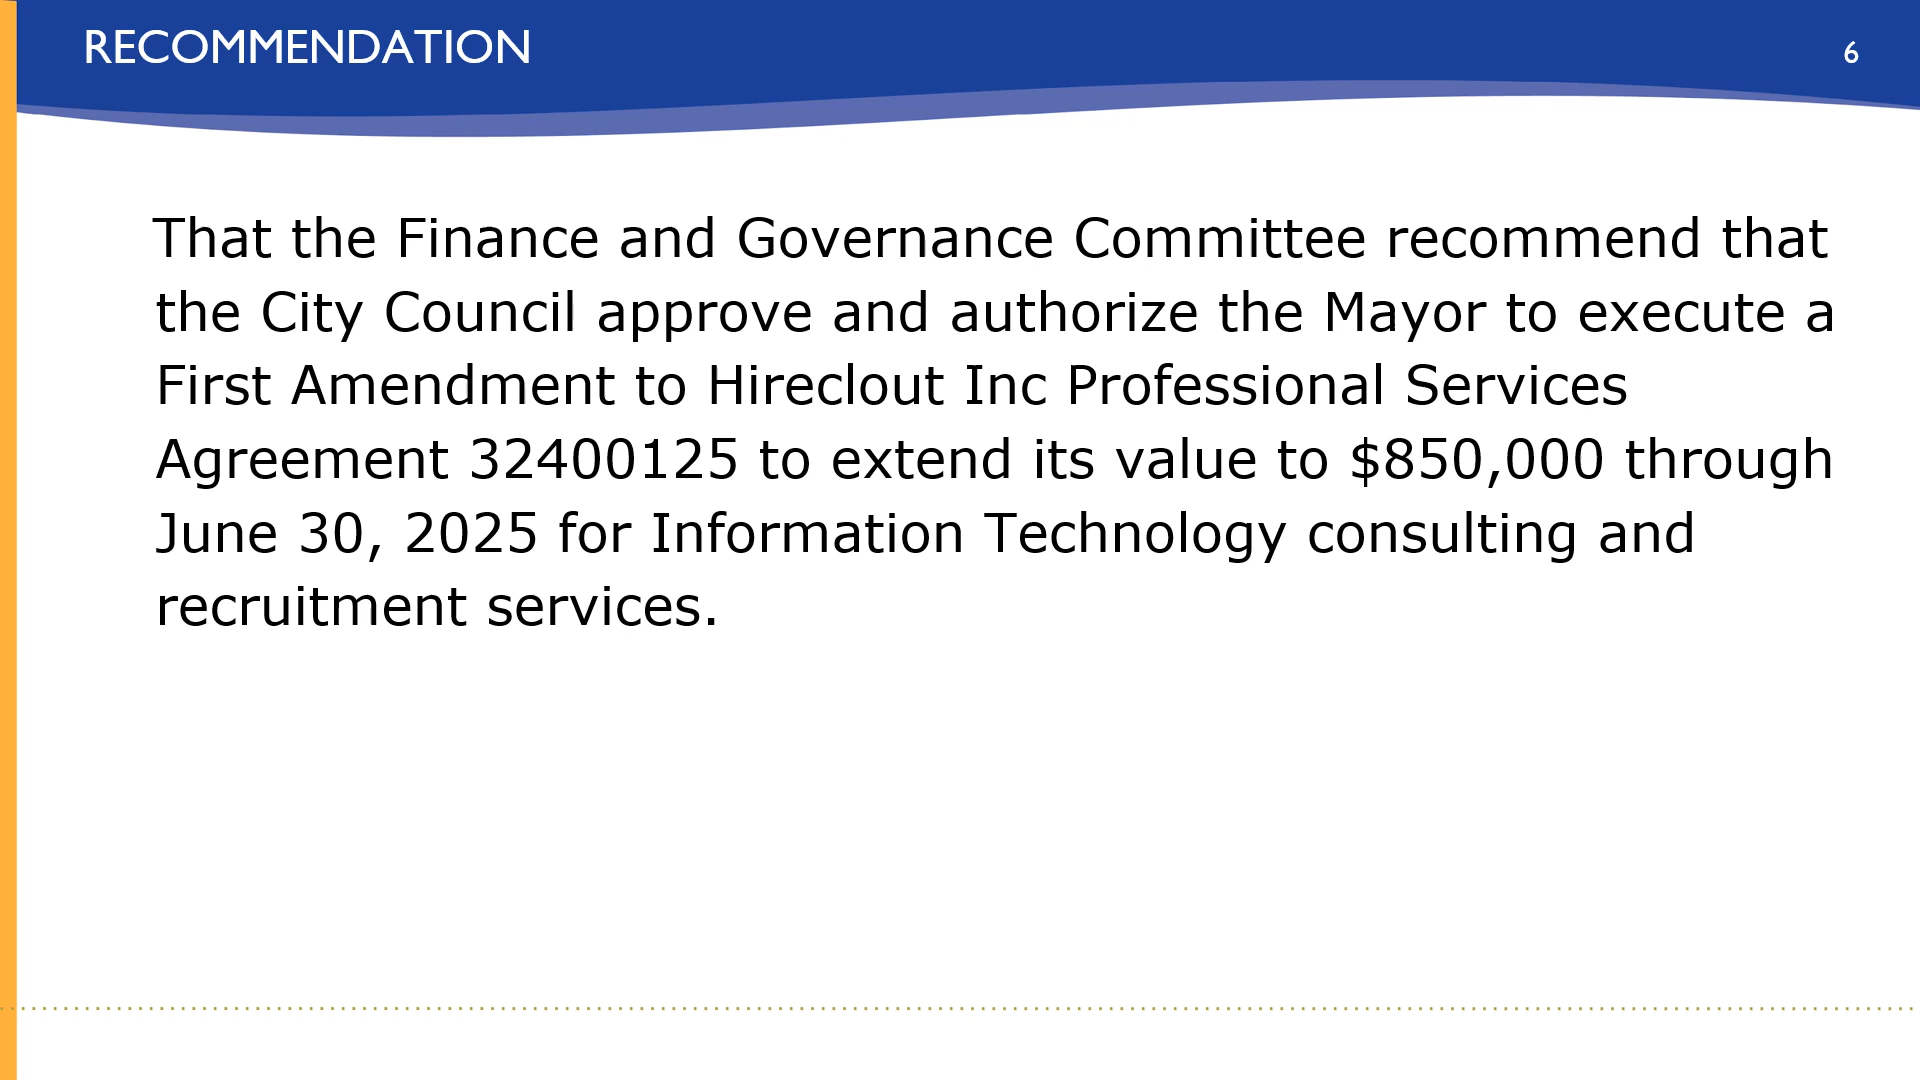 RECOMMENDATION
6
That the Finance and Governance Committee recommend that
the City Council approve and authorize the Mayor to execute a
First Amendment to Hireclout Inc Professional Services
Agreement 32400125 to extend its value to $850,000 through
June 30, 2025 for Information Technology consulting and
recruitment services.